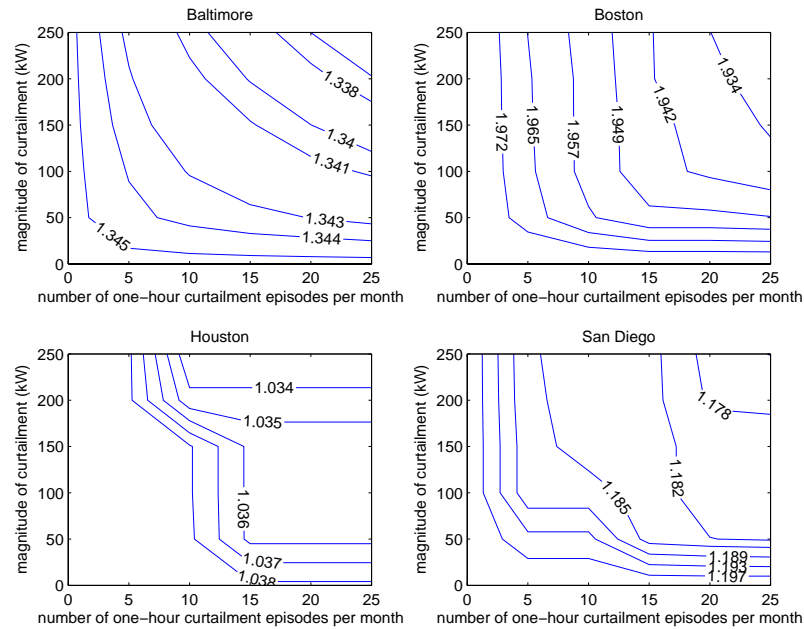 Baltimore
magnitude of curtailment (kW)
250
200
150
100
50
0
1.338
1.34
1.341
1.343
1.344
1.345
0 5 10 15 20 25
number of one-hour curtailment episodes per month
Boston
magnitude of curtailment (kW)
250
200
150
100
50
0
1.972
1.965
1.957
1.949
1.942
1.934
0 5 10 15 20 25
number of one-hour curtailment episodes per month
Houston
magnitude of curtailment (kW)
250
200
150
100
50
0
1.034
1.035
1.036
1.037
1.038
0 5 10 15 20 25
number of one-hour curtailment episodes per month
San Diego
magnitude of curtailment (kW)
250
200
150
100
50
0
1.178
1.182
1.185
1.189
1.193
1.197
0 5 10 15 20 25
number of one-hour curtailment episodes per month